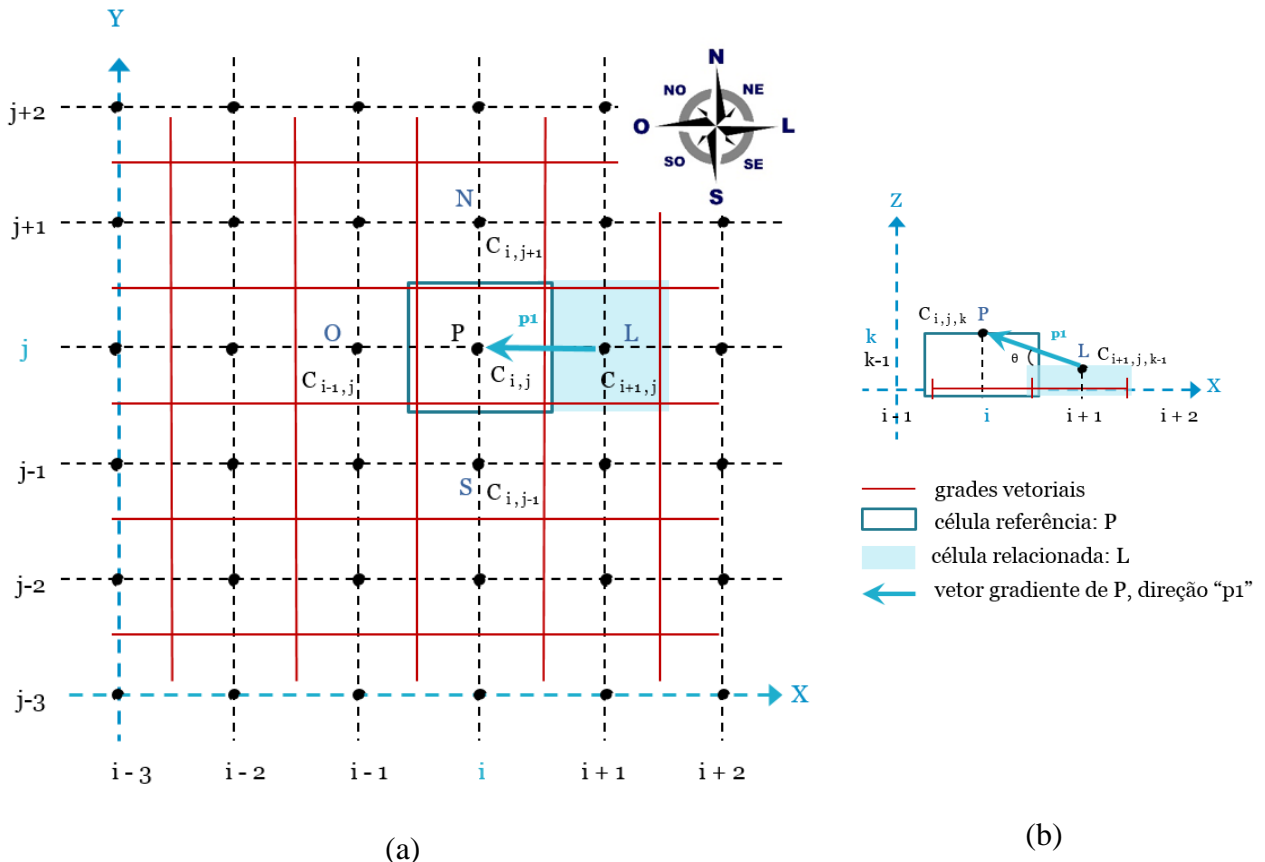 Y
N
NO
NE
O
L
SO
SE
S
j+2
j+1
N
C i,j+1
p1
O
P
L
j
C i-1,j
C i,j
C i+1,j
j-1
S
C i,j-1
j-2
j-3
X
i - 3
i - 2
i - 1
i
i + 1
i + 2
(a)
Z
C i,j,k
P
p1
k
k-1
θ
L
C i+1,j,k-1
X
i - 1
i
i + 1
i + 2
grades vetoriais
célula referência: P
célula relacionada: L
vetor gradiente de P, direção “p1”
(b)